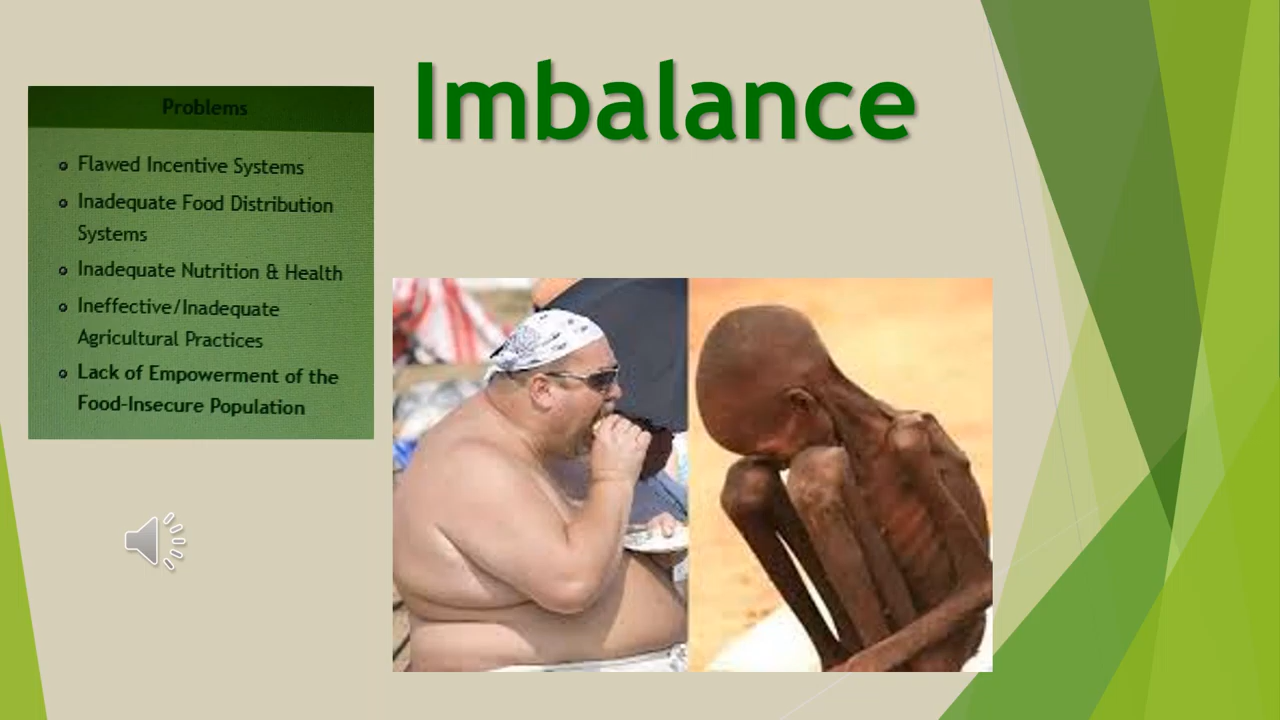 Imbalance
Problems
Flawed Incentive Systems
Inadequate Food Distribution
Systems
Inadequate Nutrition & Health
Ineffective/Inadequate
Agricultural Practices
Lack of Empowerment of the
Food-Insecure Population